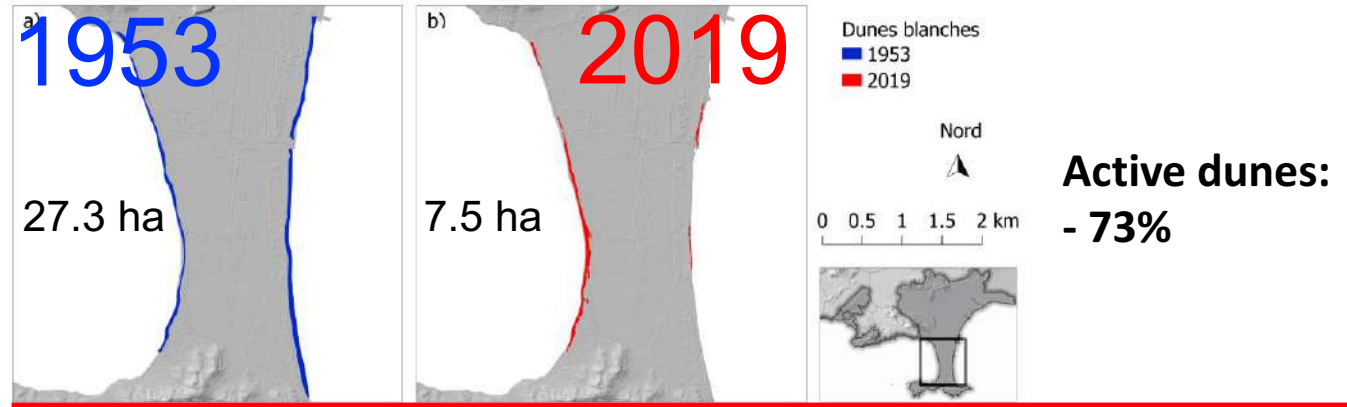 a)
1953
27.3 ha
b)
2019
7.5 ha
Dunes blanches
1953
2019
Nord
0 0.5 1 1.5 2 km
Active dunes:
- 73%